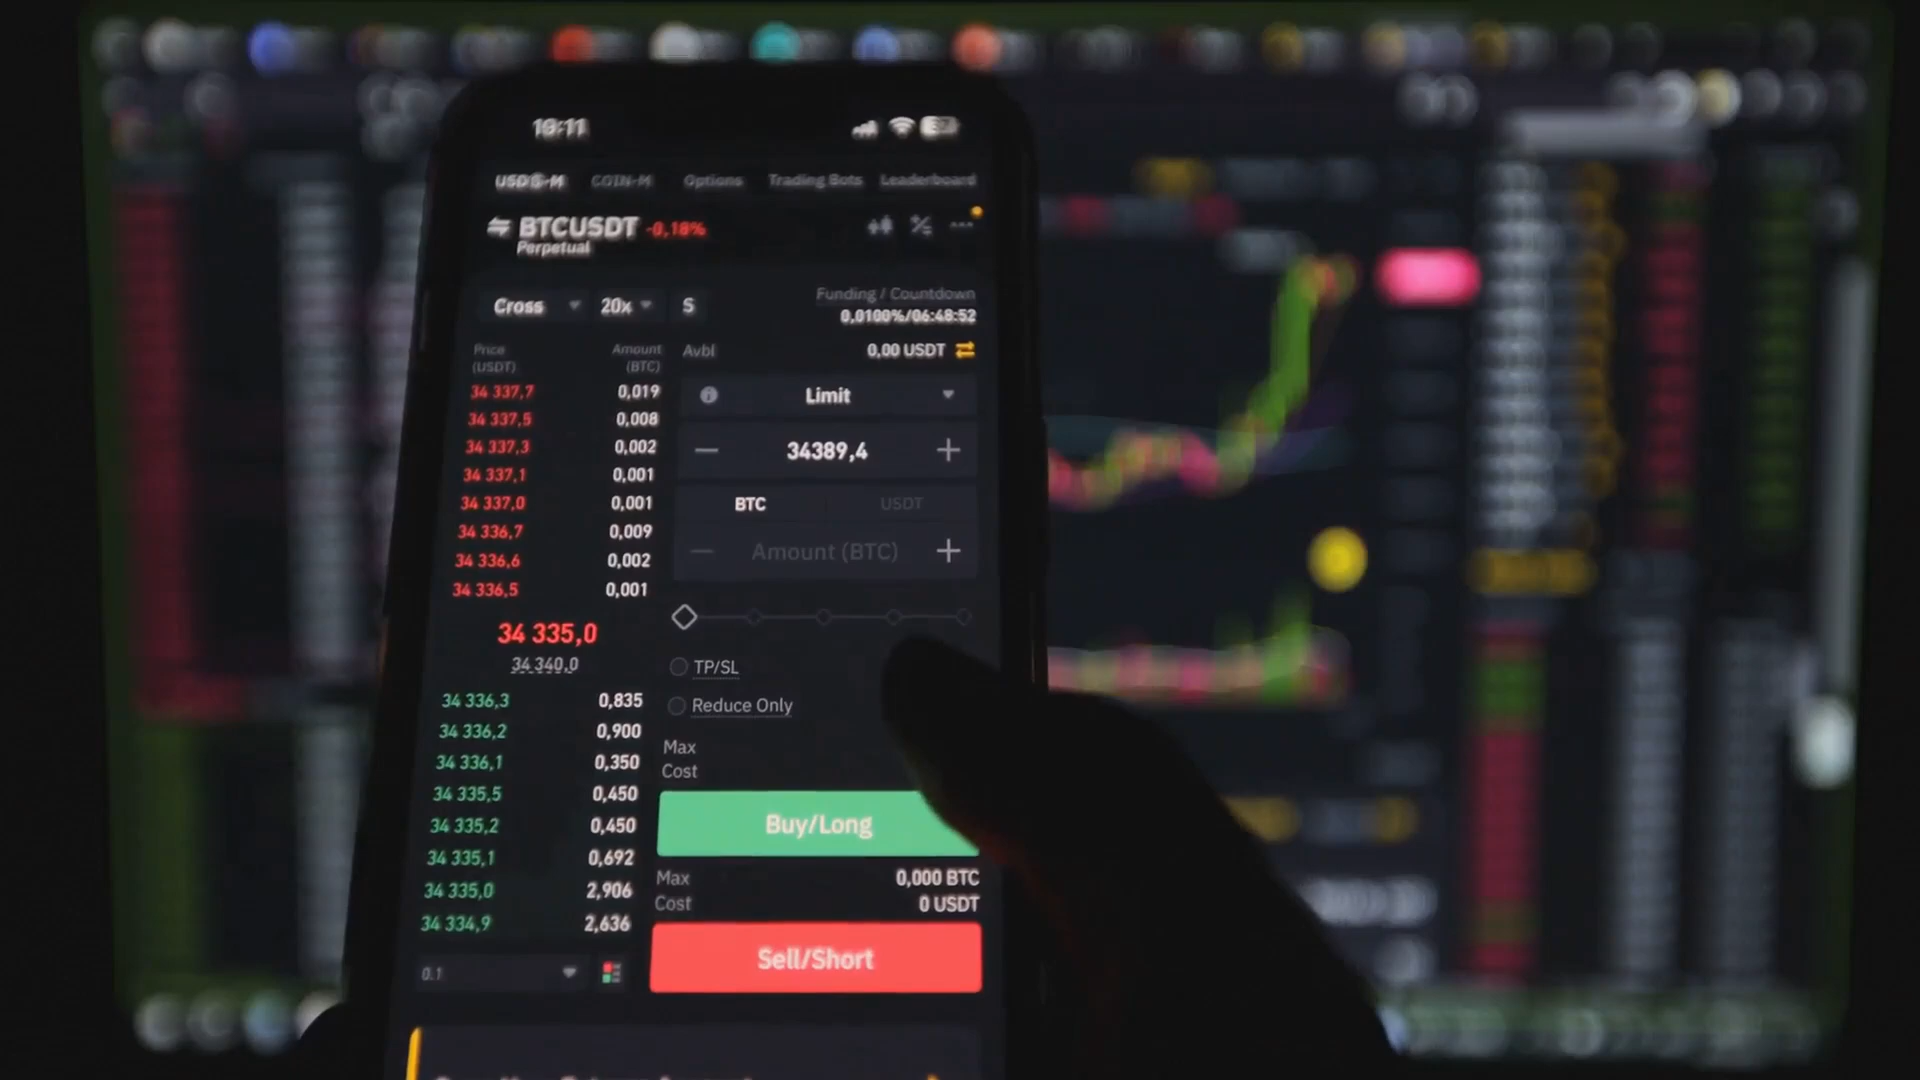 19:11
USDⓈ-M COIN-M Options Trading Bots Leaderboard
BTCUSDT -0,18%
Perpetual
Cross 20x S
Funding / Countdown
0,0100%/06:48:52
Price (USDT) Amount (BTC)
34 337,7 0,019
34 337,5 0,008
34 337,3 0,002
34 337,1 0,001
34 337,0 0,001
34 336,7 0,009
34 336,6 0,002
34 336,5 0,001
34 335,0
34 340,0
34 336,3 0,835
34 336,2 0,900
34 336,1 0,350
34 335,5 0,450
34 335,2 0,450
34 335,1 0,692
34 335,0 2,906
34 334,9 2,636
0.1
Avbl 0,00 USDT
Limit
34389,4
BTC USDT
Amount (BTC)
TP/SL
Reduce Only
Max
Cost
Buy/Long
Max 0,000 BTC
Cost 0 USDT
Sell/Short